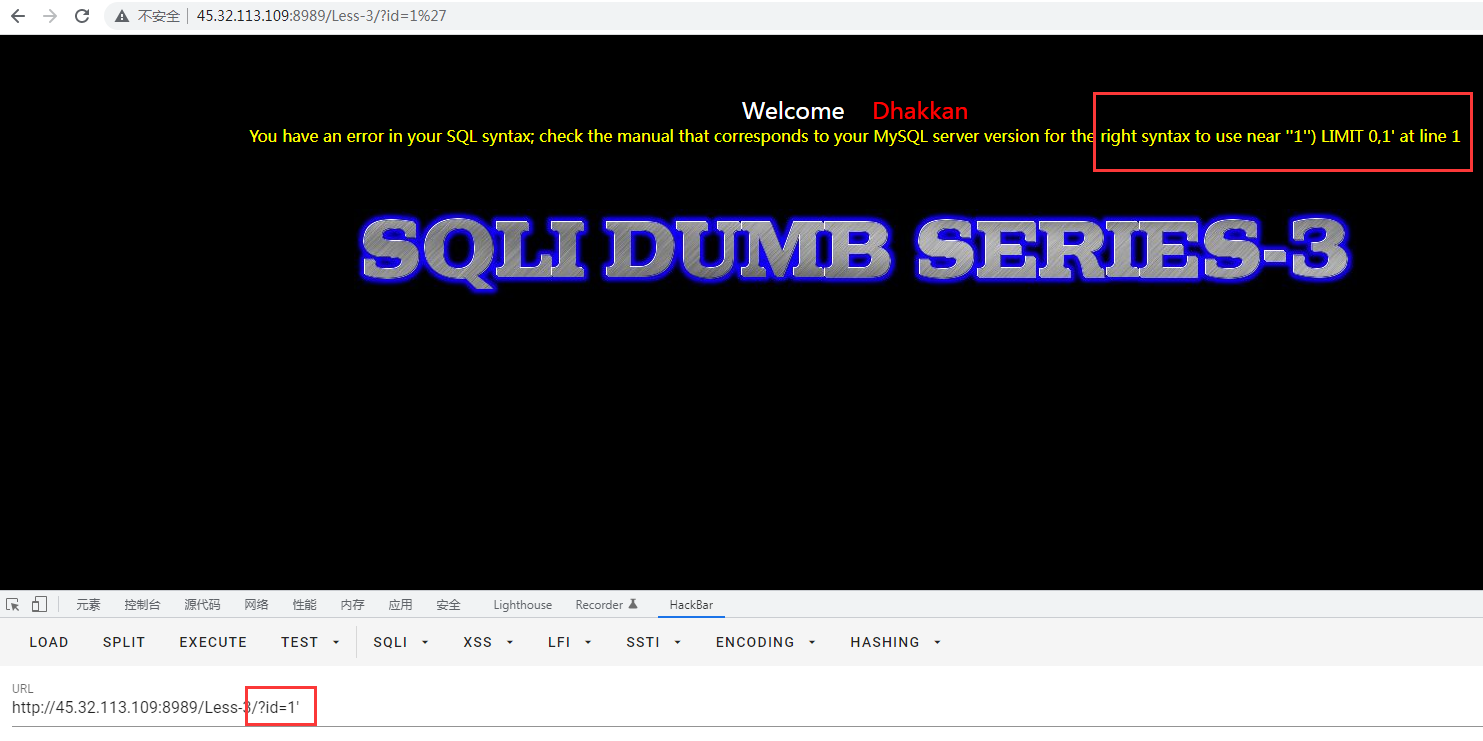 不安全 45.32.113.109:8989/Less-3/?id=1%27
Welcome Dhakkan
You have an error in your SQL syntax; check the manual that corresponds to your MySQL server version for the right syntax to use near ''1'') LIMIT 0,1' at line 1
SQLI DUMB SERIES-3
元素 控制台 源代码 网络 性能 内存 应用 安全 Lighthouse Recorder HackBar
LOAD SPLIT EXECUTE TEST SQLI XSS LFI SSTI ENCODING HASHING
URL
http://45.32.113.109:8989/Less-3/?id=1'